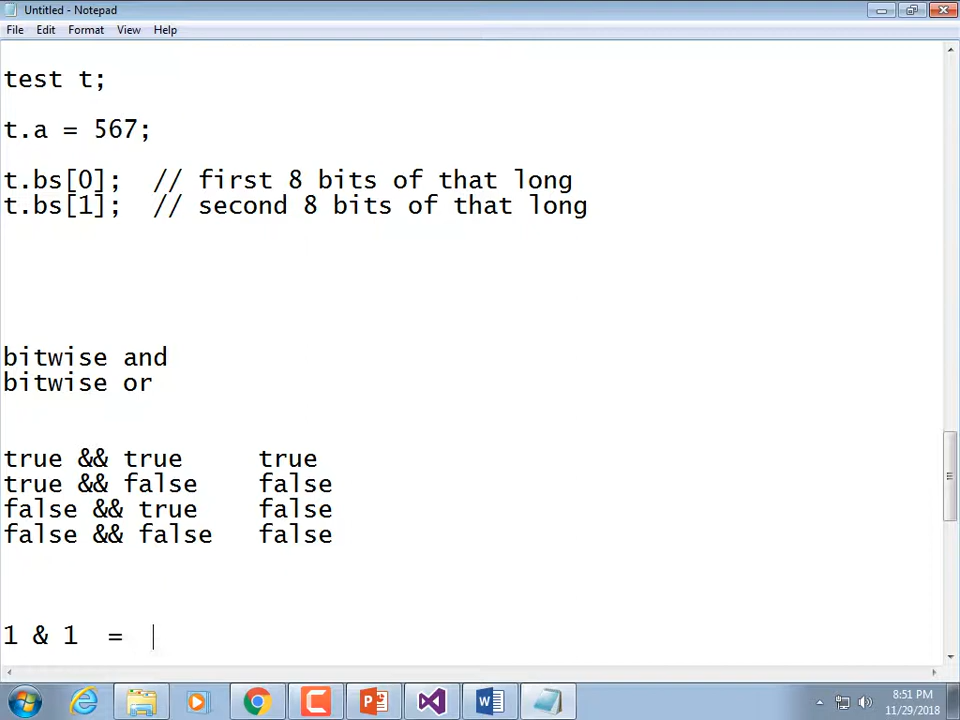 Untitled - Notepad
File Edit Format View Help
test t;
t.a = 567;
t.bs[0];  // first 8 bits of that long
t.bs[1];  // second 8 bits of that long
bitwise and
bitwise or
true && true     true
true && false    false
false && true    false
false && false   false
1 & 1  =
8:51 PM
11/29/2018